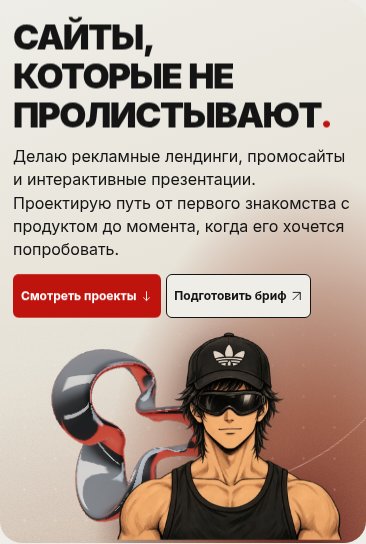 САЙТЫ,
КОТОРЫЕ НЕ
ПРОЛИСТЫВАЮТ.
Делаю рекламные лендинги, промосайты
и интерактивные презентации.
Проектирую путь от первого знакомства с
продуктом до момента, когда его хочется
попробовать.
Смотреть проекты ↓
Подготовить бриф ↗